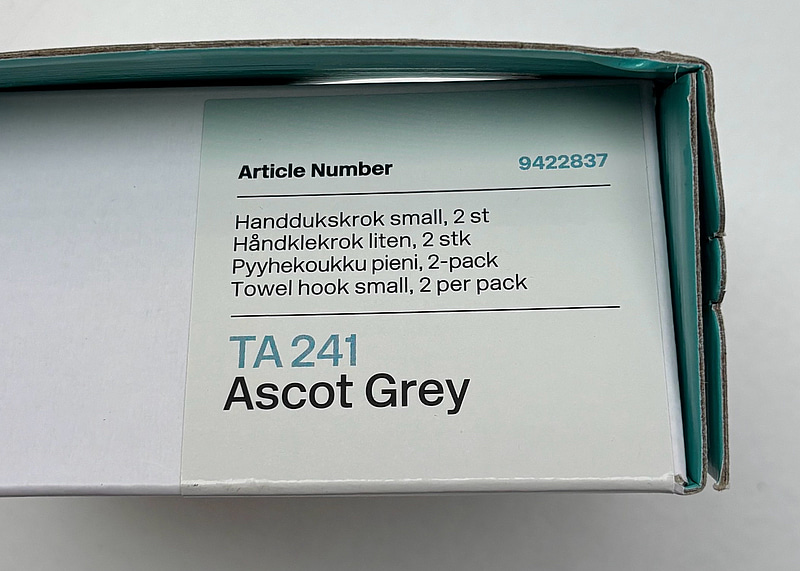 Article Number 9422837
Handdukskrok small, 2 st
Håndklekrok liten, 2 stk
Pyyhekoukku pieni, 2-pack
Towel hook small, 2 per pack
TA 241
Ascot Grey